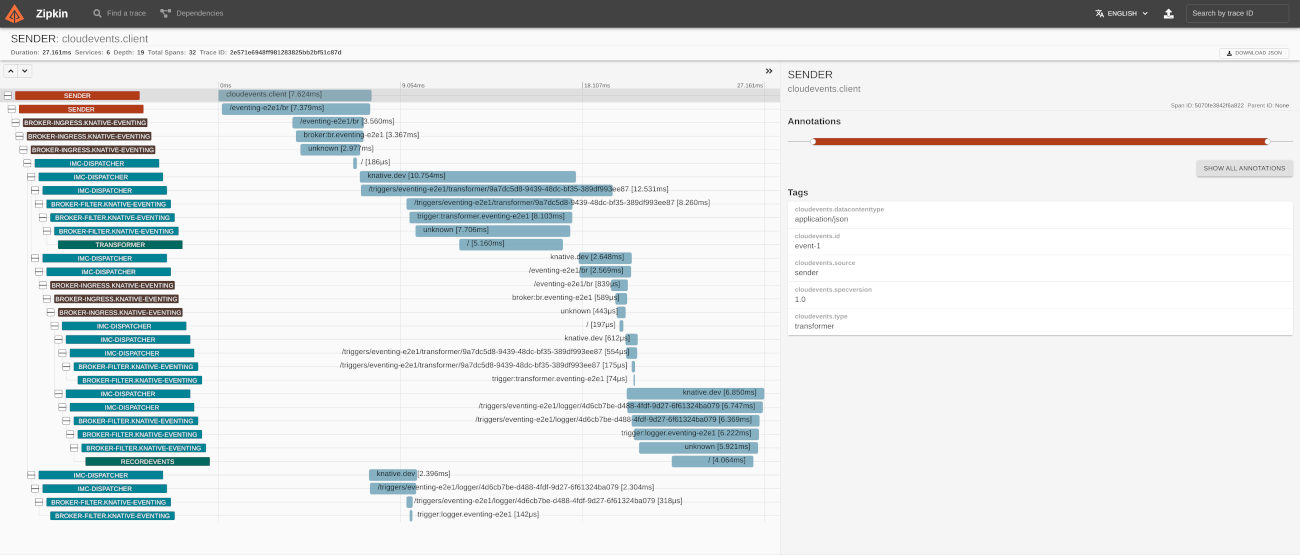 Zipkin
Find a trace
Dependencies
ENGLISH
Search by trace ID
SENDER: cloudevents.client
Duration: 27.161ms Services: 6 Depth: 19 Total Spans: 32 Trace ID: 2e571e6948ff981283825bb2bf51c87d
DOWNLOAD JSON
0ms 9.054ms 18.107ms 27.161ms
SENDER cloudevents.client [7.624ms]
SENDER /eventing-e2e1/br [7.379ms]
BROKER-INGRESS.KNATIVE-EVENTING /eventing-e2e1/br [3.560ms]
BROKER-INGRESS.KNATIVE-EVENTING broker:br.eventing-e2e1 [3.367ms]
BROKER-INGRESS.KNATIVE-EVENTING unknown [2.977ms]
IMC-DISPATCHER / [186μs]
IMC-DISPATCHER knative.dev [10.754ms]
IMC-DISPATCHER /triggers/eventing-e2e1/transformer/9a7dc5d8-9439-48dc-bf35-389df993ee87 [12.531ms]
BROKER-FILTER.KNATIVE-EVENTING /triggers/eventing-e2e1/transformer/9a7dc5d8-9439-48dc-bf35-389df993ee87 [8.260ms]
BROKER-FILTER.KNATIVE-EVENTING trigger:transformer.eventing-e2e1 [8.103ms]
BROKER-FILTER.KNATIVE-EVENTING unknown [7.706ms]
TRANSFORMER / [5.160ms]
IMC-DISPATCHER knative.dev [2.648ms]
IMC-DISPATCHER /eventing-e2e1/br [2.569ms]
BROKER-INGRESS.KNATIVE-EVENTING /eventing-e2e1/br [839μs]
BROKER-INGRESS.KNATIVE-EVENTING broker:br.eventing-e2e1 [589μs]
BROKER-INGRESS.KNATIVE-EVENTING unknown [443μs]
IMC-DISPATCHER / [197μs]
IMC-DISPATCHER knative.dev [612μs]
IMC-DISPATCHER /triggers/eventing-e2e1/transformer/9a7dc5d8-9439-48dc-bf35-389df993ee87 [554μs]
BROKER-FILTER.KNATIVE-EVENTING /triggers/eventing-e2e1/transformer/9a7dc5d8-9439-48dc-bf35-389df993ee87 [175μs]
BROKER-FILTER.KNATIVE-EVENTING trigger:transformer.eventing-e2e1 [74μs]
IMC-DISPATCHER knative.dev [6.850ms]
IMC-DISPATCHER /triggers/eventing-e2e1/logger/4d6cb7be-d488-4fdf-9d27-6f61324ba079 [6.747ms]
BROKER-FILTER.KNATIVE-EVENTING /triggers/eventing-e2e1/logger/4d6cb7be-d488-4fdf-9d27-6f61324ba079 [6.369ms]
BROKER-FILTER.KNATIVE-EVENTING trigger:logger.eventing-e2e1 [6.222ms]
BROKER-FILTER.KNATIVE-EVENTING unknown [5.921ms]
RECORDEVENTS / [4.064ms]
IMC-DISPATCHER knative.dev [2.396ms]
IMC-DISPATCHER /triggers/eventing-e2e1/logger/4d6cb7be-d488-4fdf-9d27-6f61324ba079 [2.304ms]
BROKER-FILTER.KNATIVE-EVENTING /triggers/eventing-e2e1/logger/4d6cb7be-d488-4fdf-9d27-6f61324ba079 [318μs]
BROKER-FILTER.KNATIVE-EVENTING trigger:logger.eventing-e2e1 [142μs]
SENDER
cloudevents.client
Span ID: 5070fe3842f6a822 Parent ID: None
Annotations
SHOW ALL ANNOTATIONS
Tags
cloudevents.datacontenttype
application/json
cloudevents.id
event-1
cloudevents.source
sender
cloudevents.specversion
1.0
cloudevents.type
transformer